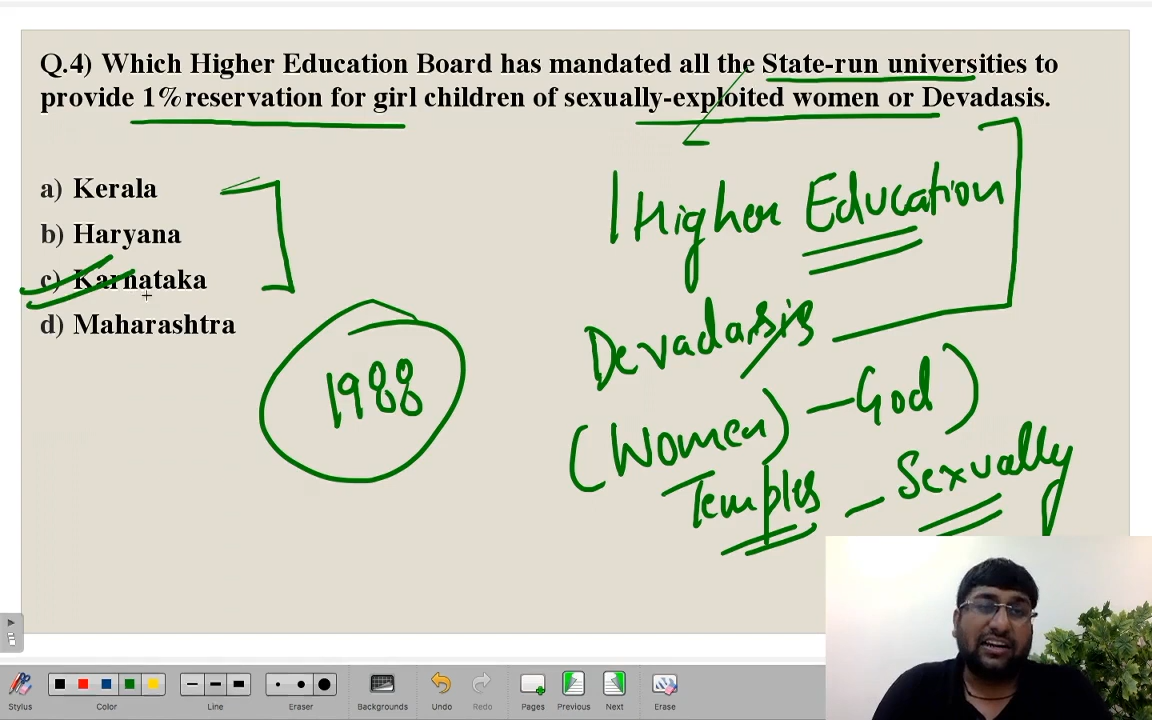 Q.4) Which Higher Education Board has mandated all the State-run universities to
provide 1% reservation for girl children of sexually-exploited women or Devadasis.
a) Kerala
b) Haryana
c) Karnataka
d) Maharashtra
Higher Education
Devadasis
(Women) - God)
Temples - Sexually
1988
Stylus
Color
Line
Eraser
Backgrounds
Undo
Redo
Pages
Previous
Next
Erase